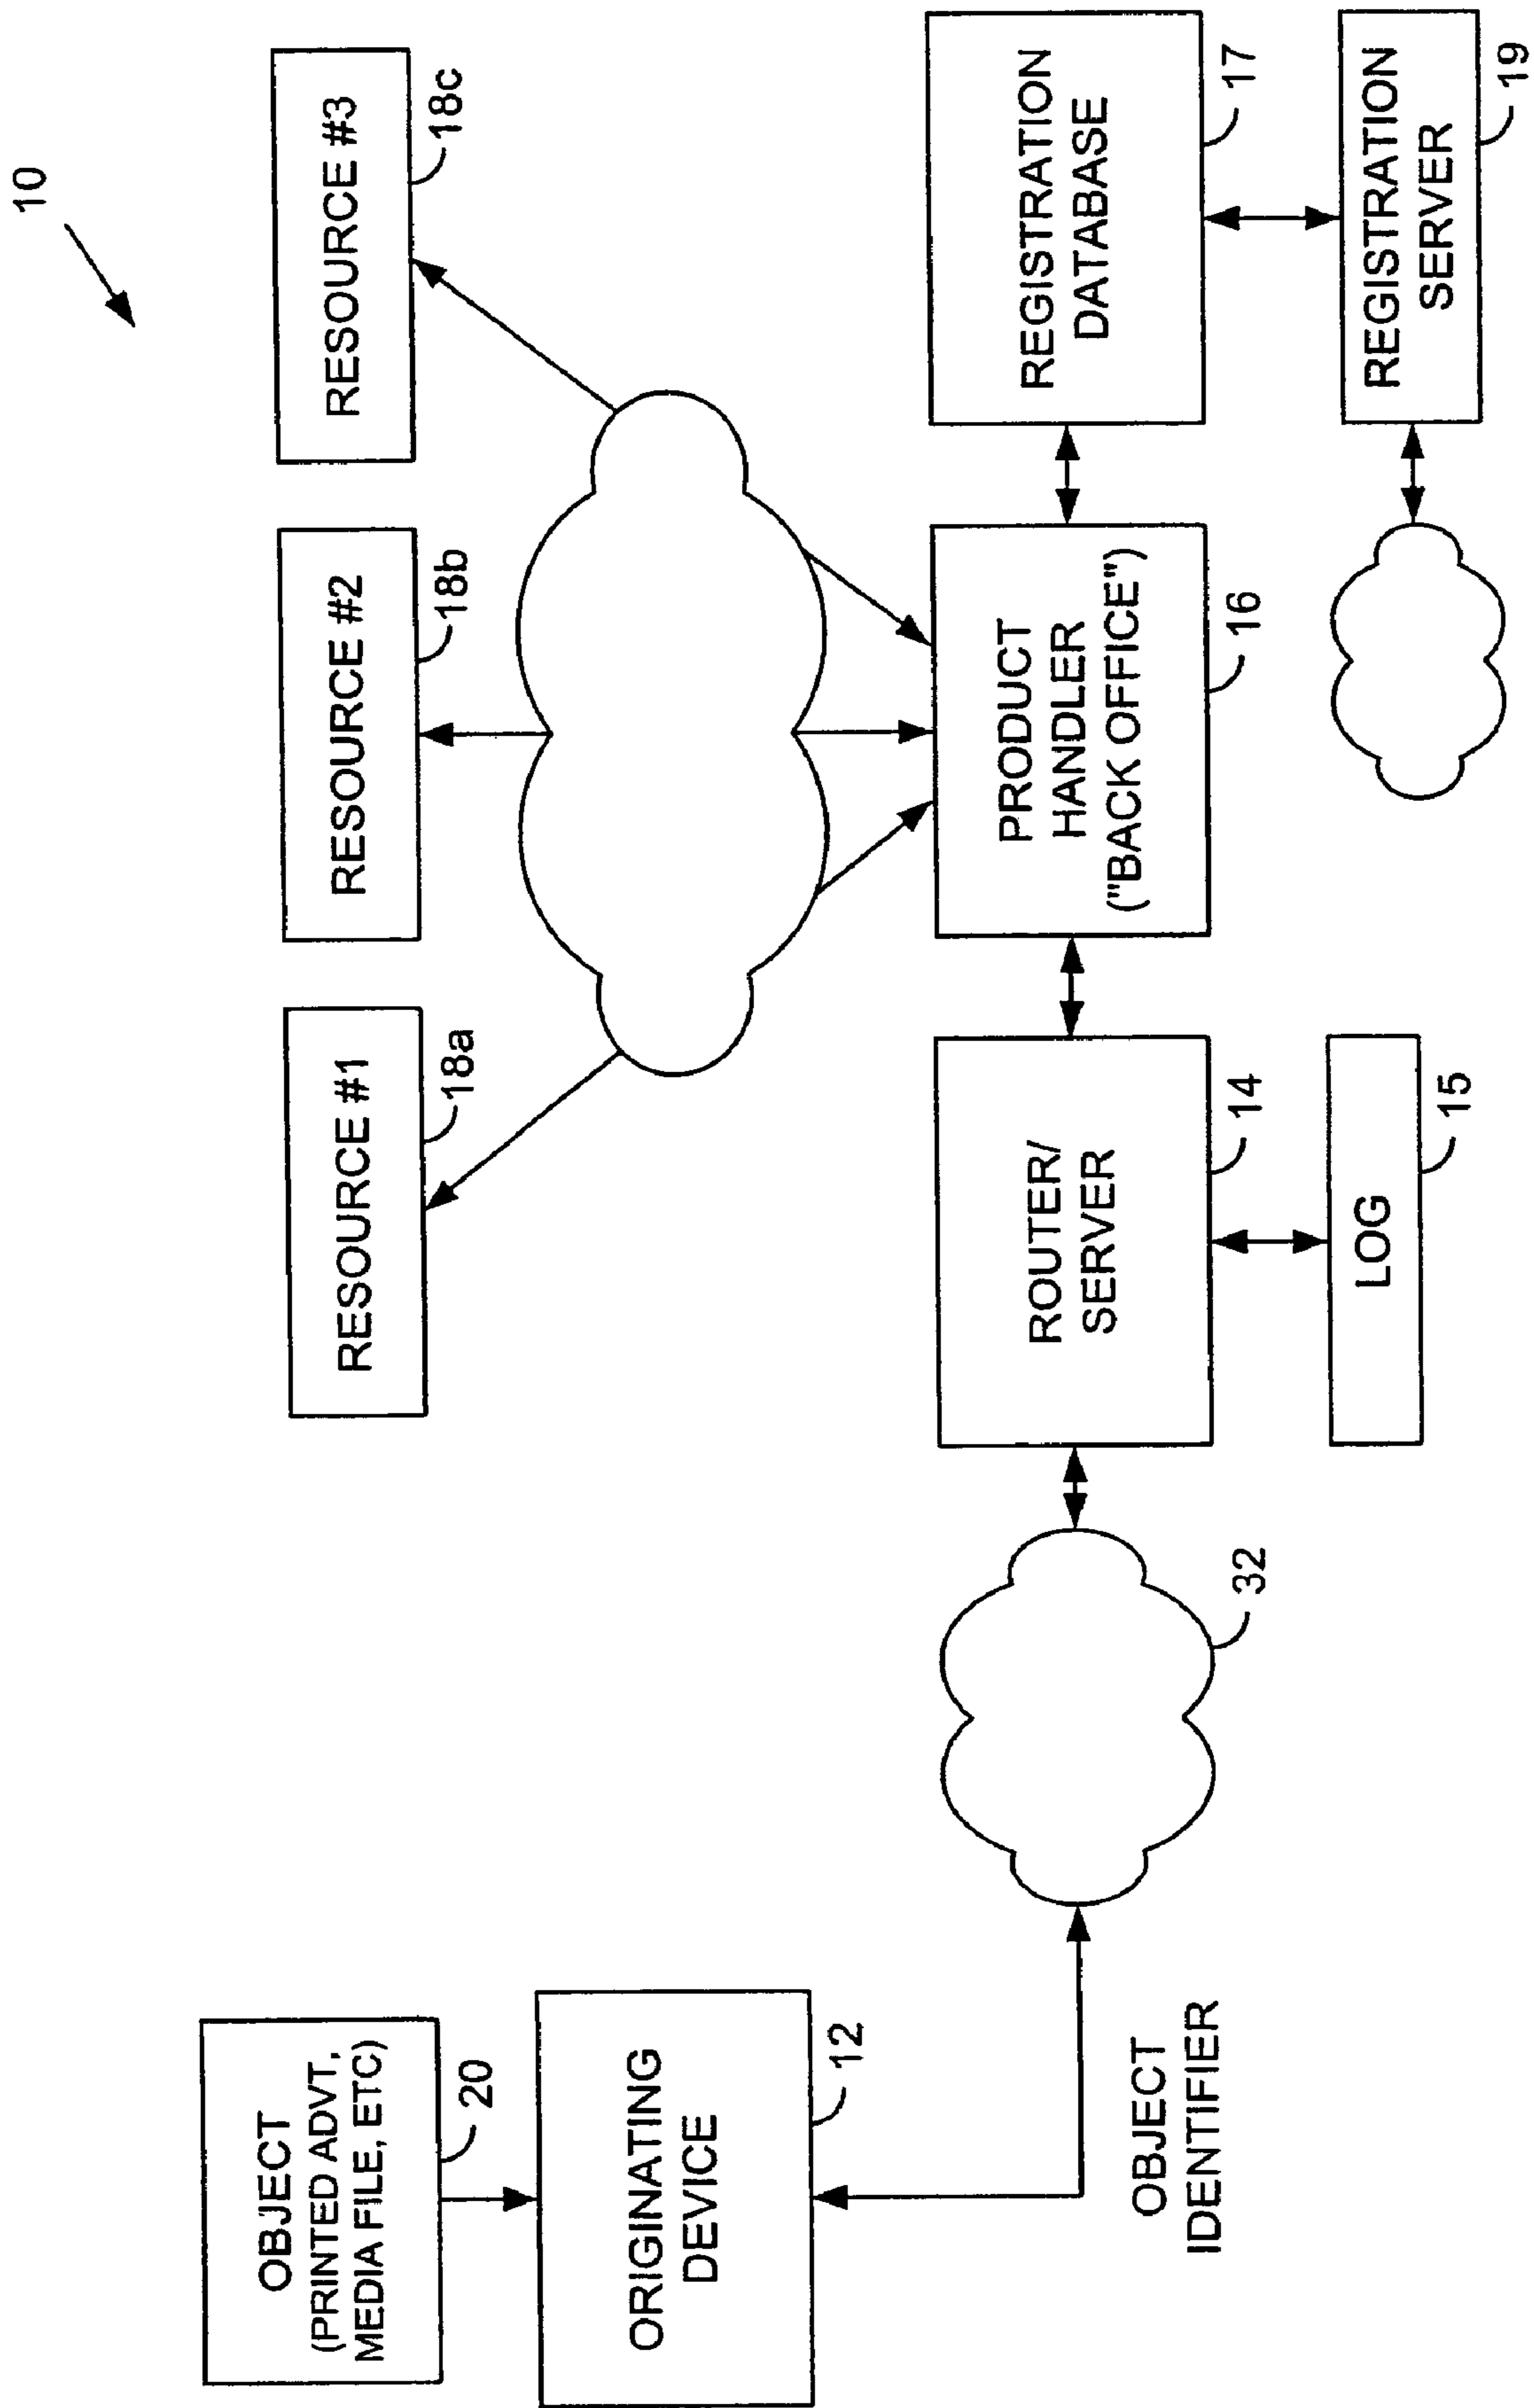 10
RESOURCE #1
18a
RESOURCE #2
18b
RESOURCE #3
18c
OBJECT
(PRINTED ADVT,
MEDIA FILE, ETC)
20
ORIGINATING
DEVICE
12
OBJECT
IDENTIFIER
32
ROUTER/
SERVER
14
LOG
15
PRODUCT
HANDLER
("BACK OFFICE")
16
REGISTRATION
DATABASE
17
REGISTRATION
SERVER
19